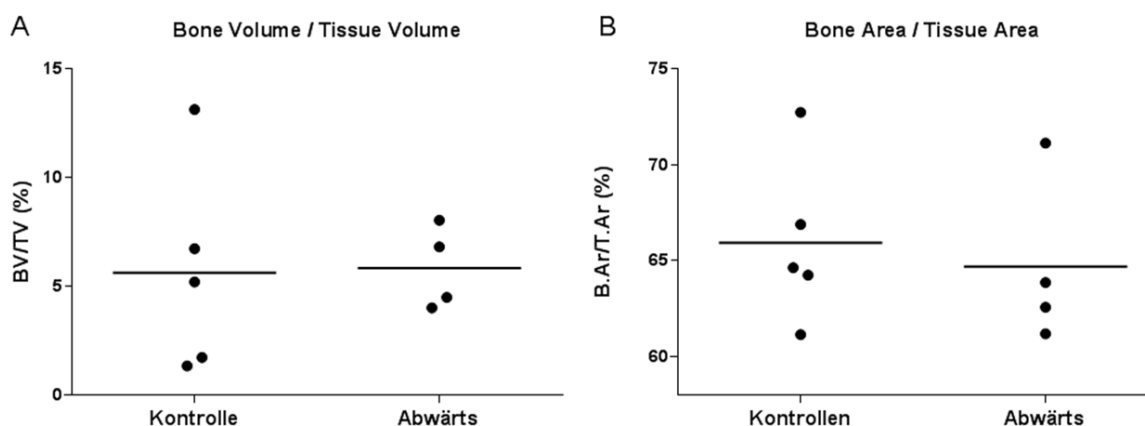 A
Bone Volume / Tissue Volume
BV/TV (%)
15
10
5
0
Kontrolle
Abwärts
B
Bone Area / Tissue Area
B.Ar/T.Ar (%)
75
70
65
60
Kontrollen
Abwärts